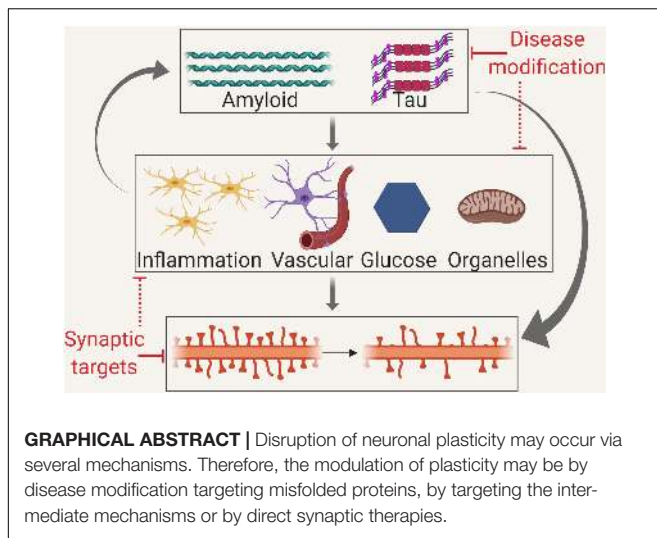 Disease
modification
Amyloid Tau
Inflammation Vascular Glucose Organelles
Synaptic
targets
GRAPHICAL ABSTRACT | Disruption of neuronal plasticity may occur via
several mechanisms. Therefore, the modulation of plasticity may be by
disease modification targeting misfolded proteins, by targeting the inter-
mediate mechanisms or by direct synaptic therapies.